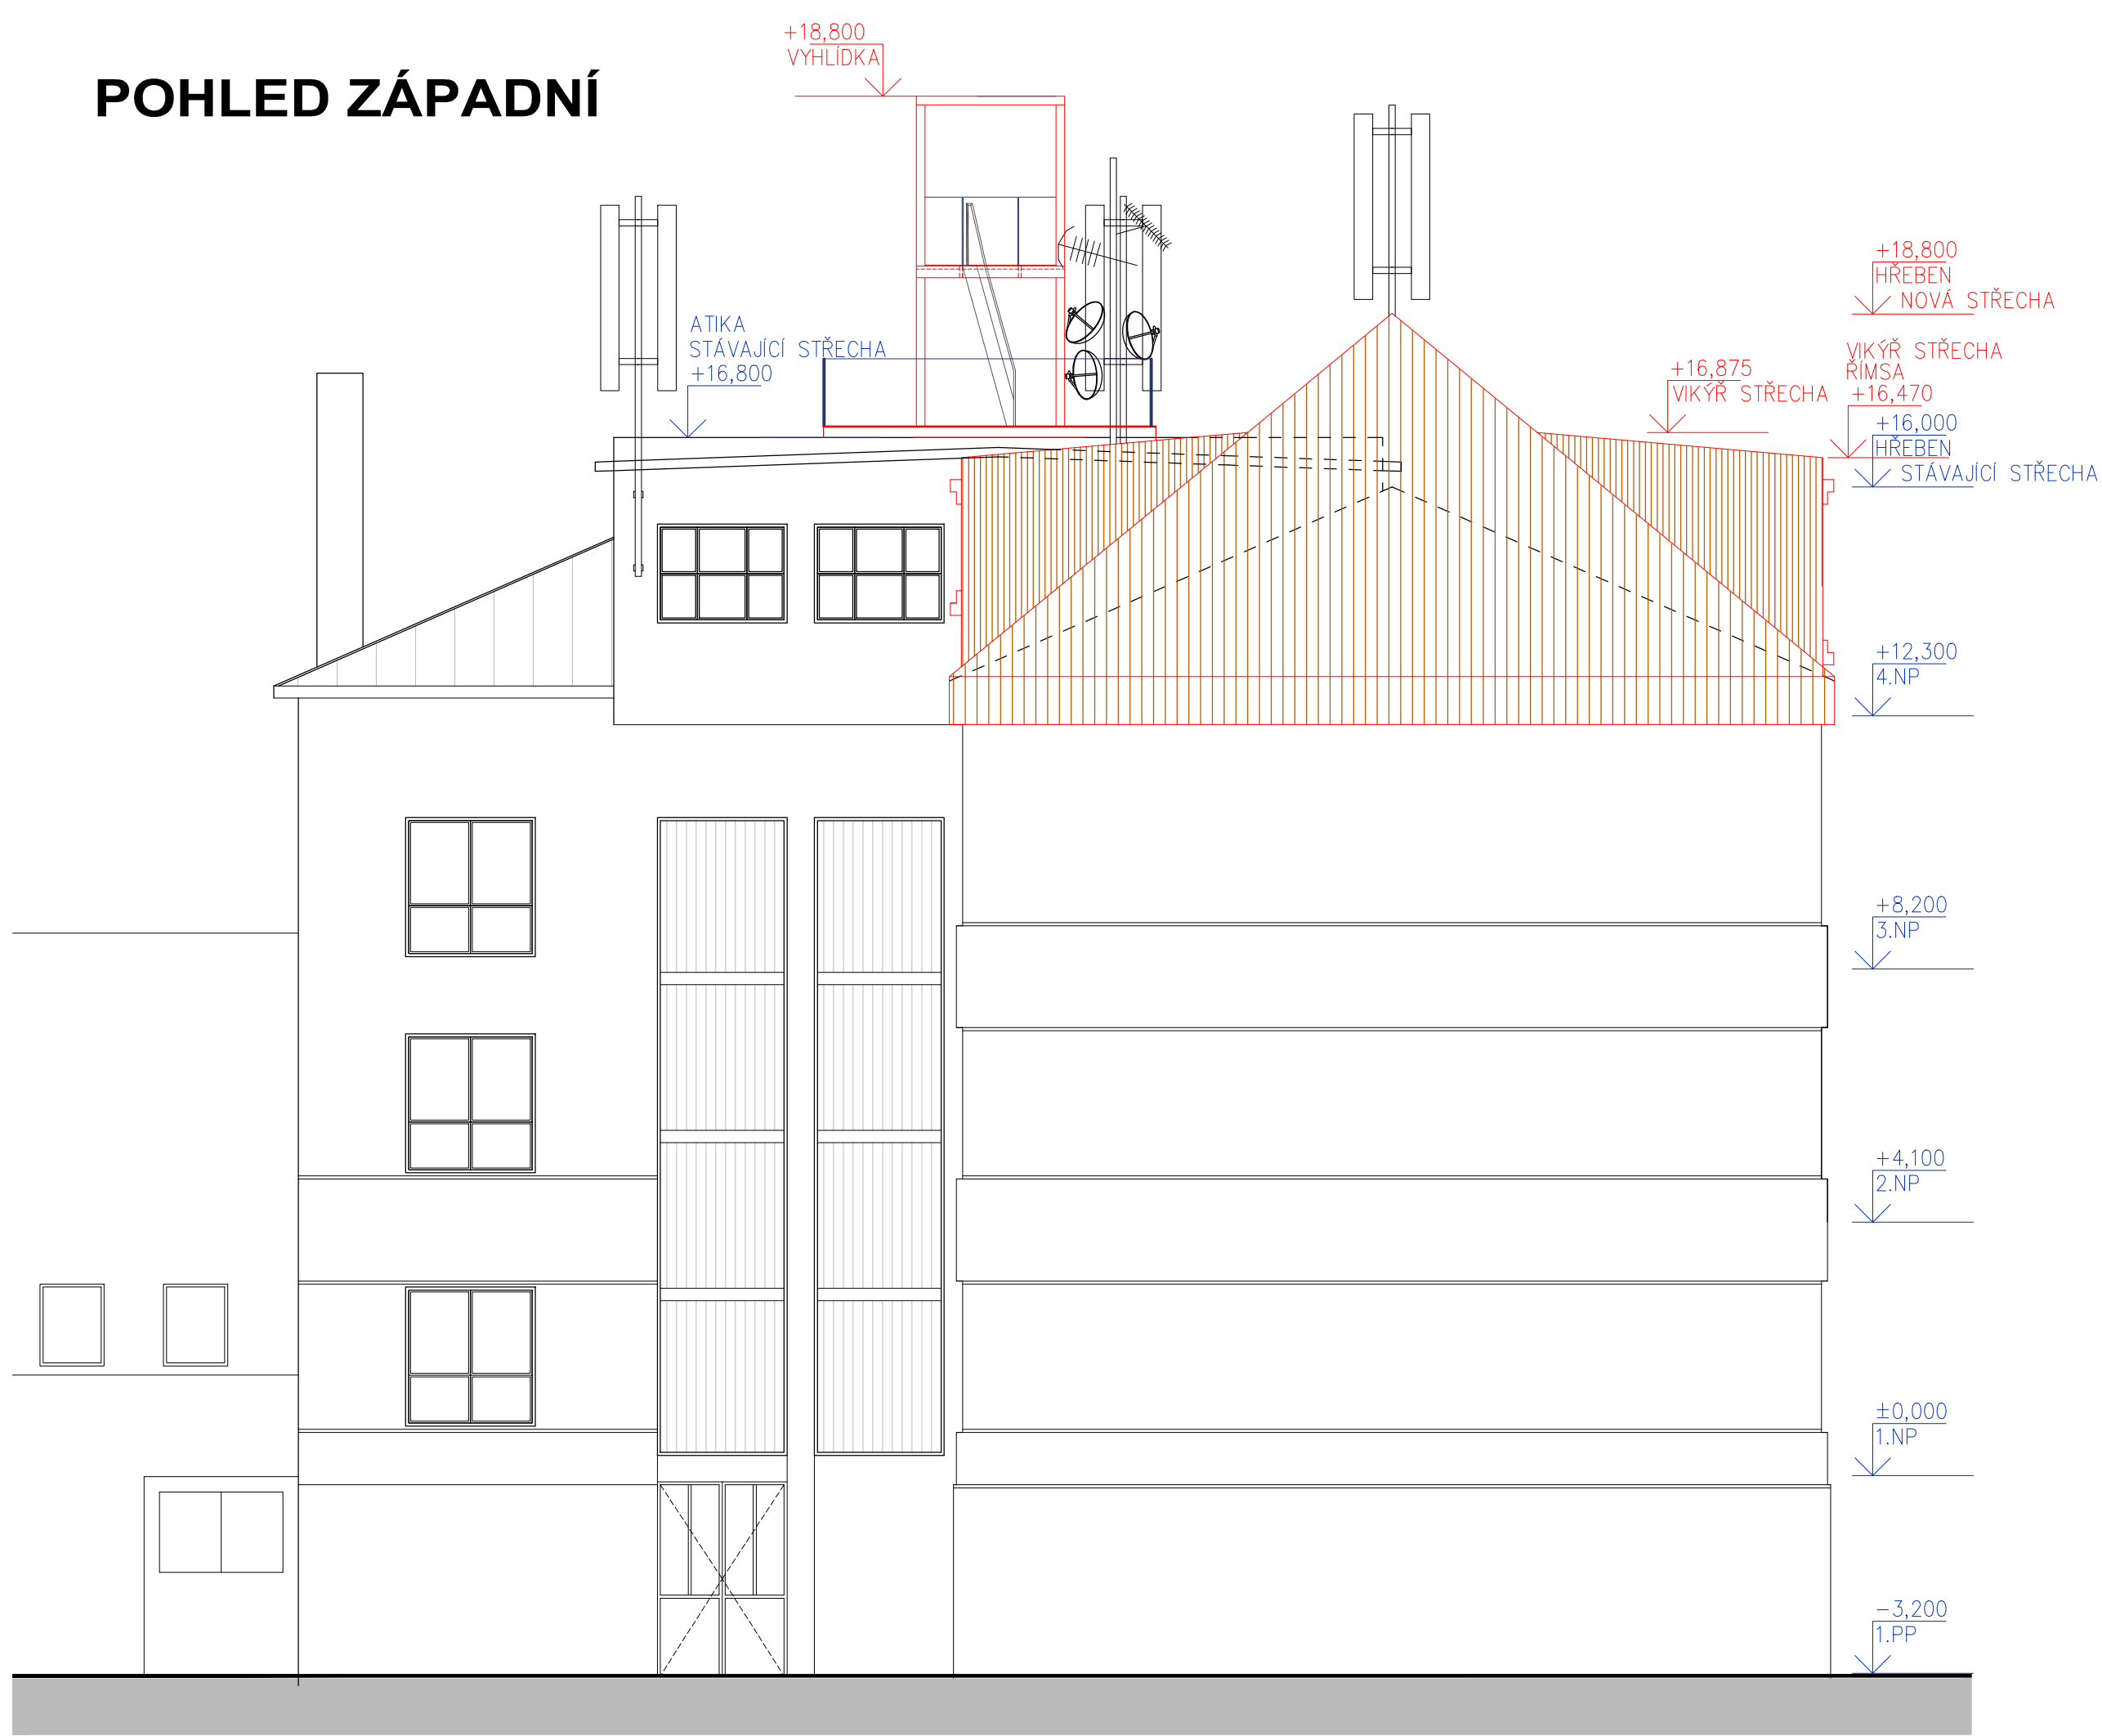 +18,800
VYHLÍDKA
POHLED ZÁPADNÍ
+18,800
HŘEBEN
NOVÁ STŘECHA
ATIKA
STÁVAJÍCÍ STŘECHA
+16,800
+16,875
VIKÝŘ STŘECHA
VIKÝŘ STŘECHA
ŘÍMSA
+16,470
+16,000
HŘEBEN
STÁVAJÍCÍ STŘECHA
+12,300
4.NP
+8,200
3.NP
+4,100
2.NP
±0,000
1.NP
−3,200
1.PP